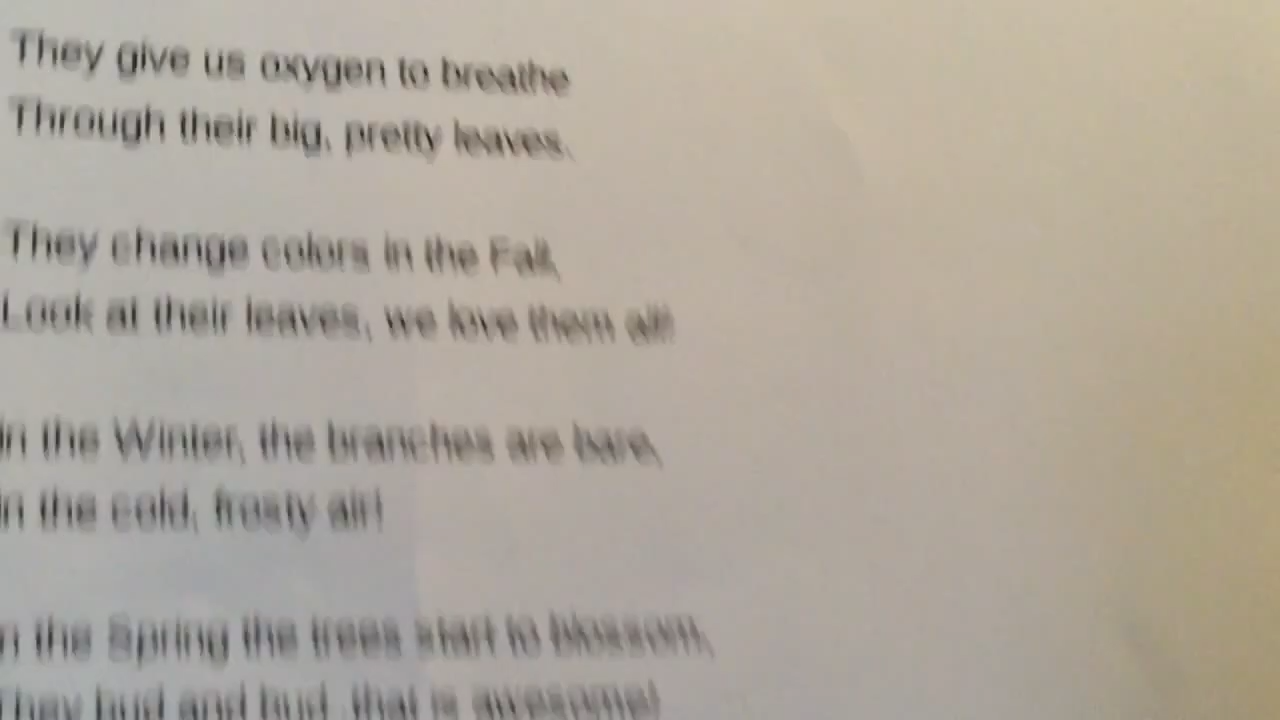 They give us oxygen to breathe
Through their big, pretty leaves.
They change colors in the Fall,
Look at their leaves, we love them all!
In the Winter, the branches are bare,
In the cold, frosty air!
In the Spring the trees start to blossom,
They bud and bud, that is awesome!